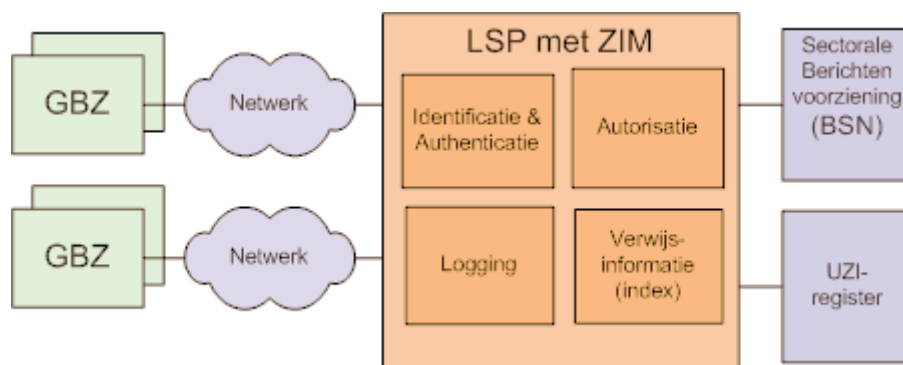 LSP met ZIM
GBZ
Netwerk
Identificatie &
Authenticatie
Autorisatie
Sectorale
Berichten
voorziening
(BSN)
GBZ
Netwerk
Logging
Verwijs-
informatie
(index)
UZI-
register